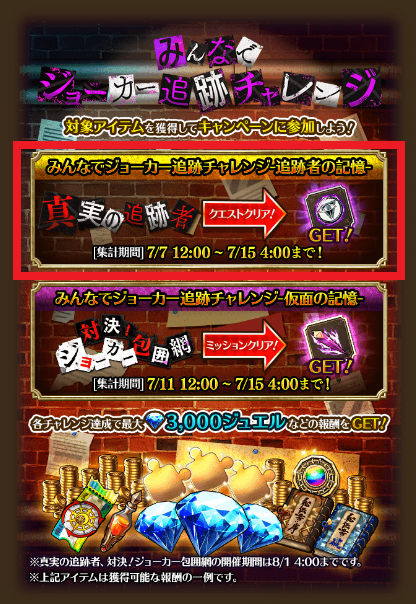 みんなで
ジョーカー追跡チャレンジ
対象アイテムを獲得してキャンペーンに参加しよう！
みんなでジョーカー追跡チャレンジ-追跡者の記憶-
真実の追跡者
クエストクリア！
GET!
[集計期間] 7/7 12:00 ~ 7/15 4:00まで！
みんなでジョーカー追跡チャレンジ-仮面の記憶-
対決！
ジョーカー包囲網
ミッションクリア！
GET!
[集計期間] 7/11 12:00 ~ 7/15 4:00まで！
各チャレンジ達成で最大3,000ジュエルなどの報酬をGET!
※真実の追跡者、対決！ジョーカー包囲網の開催期間は8/1 4:00までです。
※上記アイテムは獲得可能な報酬の一例です。